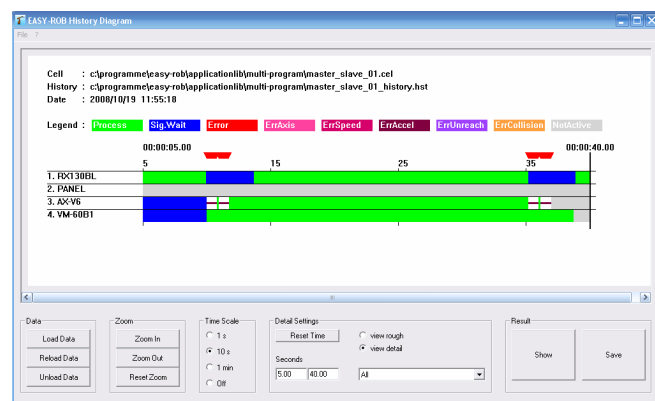 EASY-ROB History Diagram
File ?
Cell : c:\programme\easy-rob\applicationlib\multi-program\master_slave_01.cel
History : c:\programme\easy-rob\applicationlib\multi-program\master_slave_01_history.hst
Date : 2008/10/19 11:55:18
Legend : Process Sig.Wait Error ErrAxis ErrSpeed ErrAccel ErrUnreach ErrCollision NotActive
00:00:05.00 00:00:40.00
5 15 25 35
1. RX130BL
2. PANEL
3. AX-V6
4. VM-60B1
Data Zoom Time Scale Detail Settings Result
Load Data Zoom In 1 s Reset Time view rough Show Save
Reload Data Zoom Out 10 s view detail
Unload Data Reset Zoom 1 min Seconds
Off 5.00 40.00 All